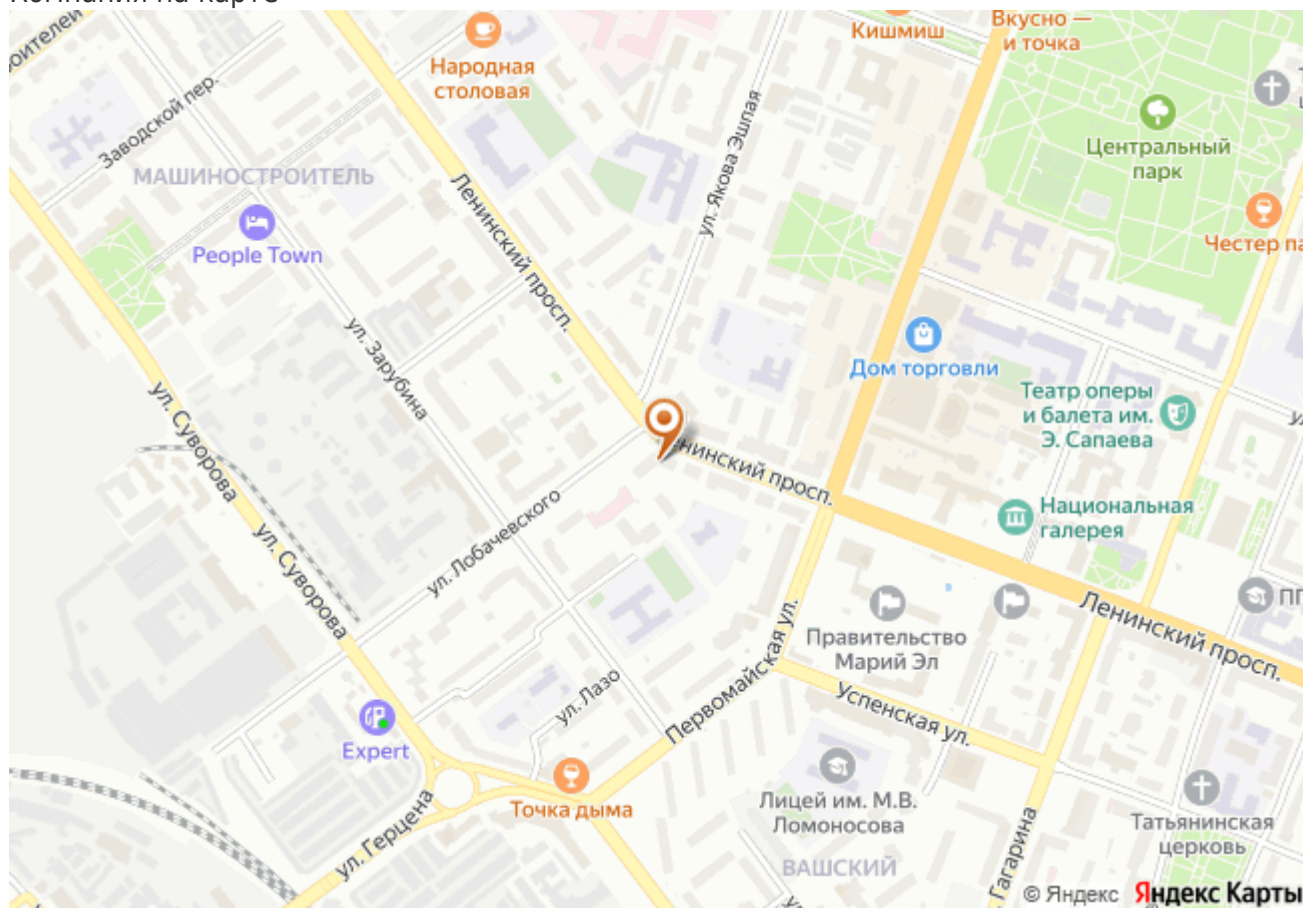 Компания на карте
Кишмиш
Вкусно —
и точка
Народная
столовая
Заводской пер.
ул. Якова Эшпая
Центральный
парк
МАШИНОСТРОИТЕЛЬ
Ленинский просп.
People Town
Дом торговли
ул. Зарубина
Театр оперы
и балета им.
Э. Сапаева
ул. Суворова
Ленинский просп.
Национальная
галерея
ул. Лобачевского
ул. Суворова
Ленинский просп.
Правительство
Марий Эл
Первомайская ул.
ул. Лазо
Успенская ул.
Expert
Точка дыма
Лицей им. М.В.
Ломоносова
Татьянинская
церковь
ул. Герцена
ВАШСКИЙ
Гагарина
© Яндекс Яндекс Карты